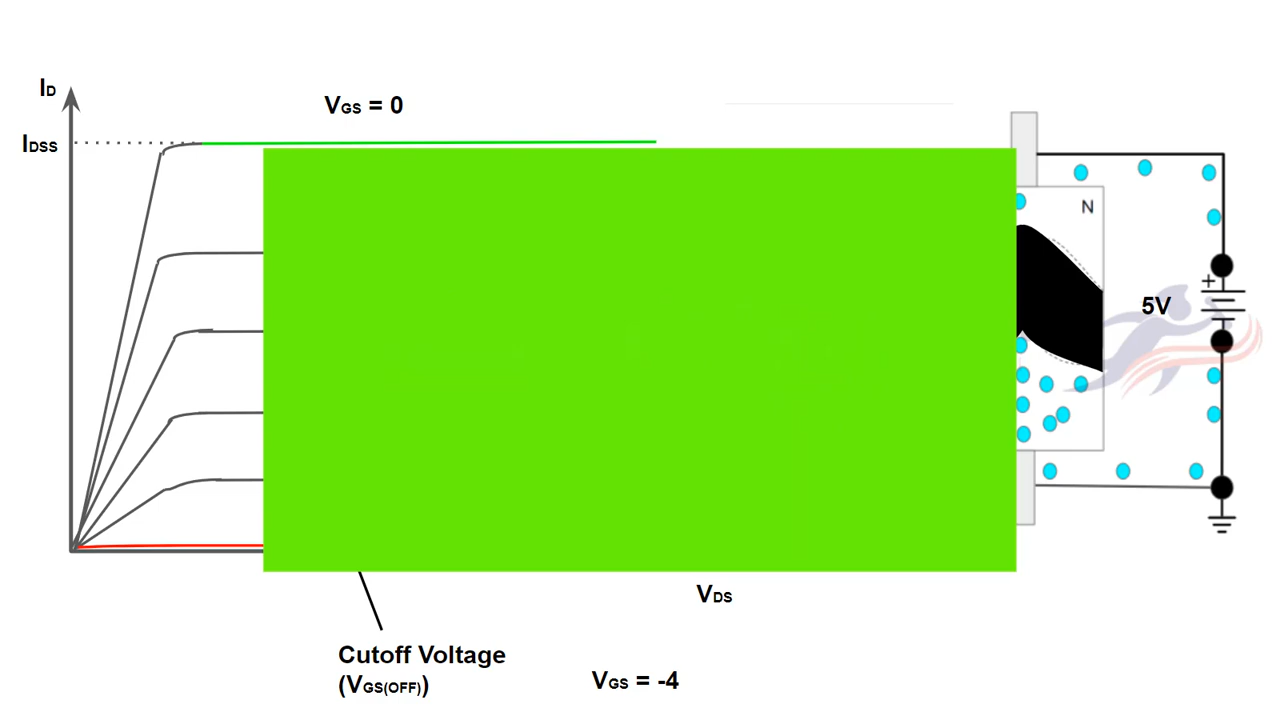 ID
VGS = 0
IDSS
N
+
5V
VDS
Cutoff Voltage
(VGS(OFF))
VGS = -4